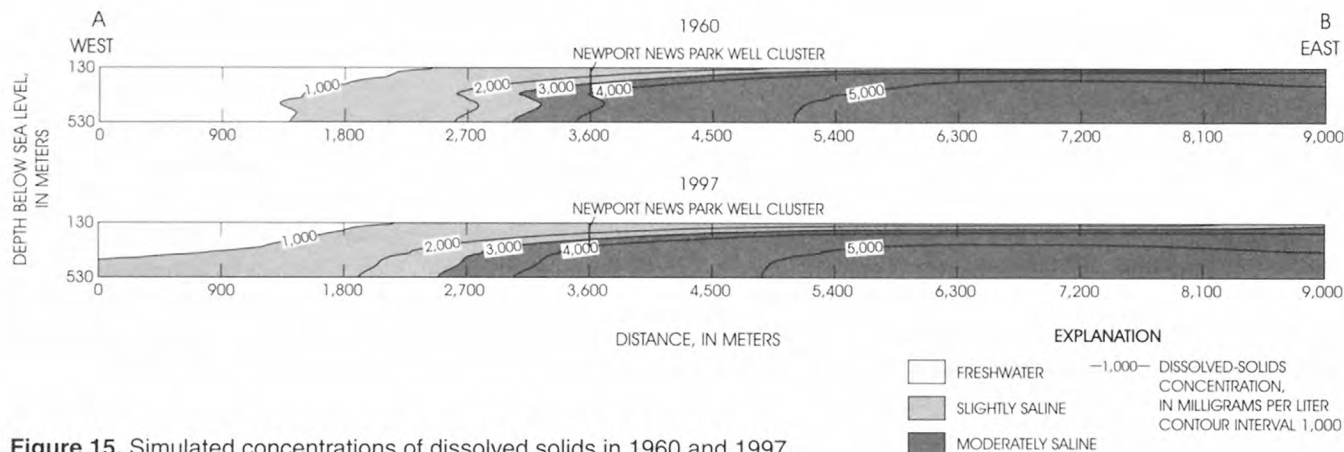 A
WEST
B
EAST
1960
NEWPORT NEWS PARK WELL CLUSTER
130
530
1,000
2,000
3,000
4,000
5,000
0 900 1,800 2,700 3,600 4,500 5,400 6,300 7,200 8,100 9,000
DEPTH BELOW SEA LEVEL,
IN METERS
1997
NEWPORT NEWS PARK WELL CLUSTER
130
530
1,000
2,000
3,000
4,000
5,000
0 900 1,800 2,700 3,600 4,500 5,400 6,300 7,200 8,100 9,000
DISTANCE, IN METERS
EXPLANATION
FRESHWATER
SLIGHTLY SALINE
MODERATELY SALINE
—1,000— DISSOLVED-SOLIDS
CONCENTRATION,
IN MILLIGRAMS PER LITER
CONTOUR INTERVAL 1,000
Figure 15. Simulated concentrations of dissolved solids in 1960 and 1997